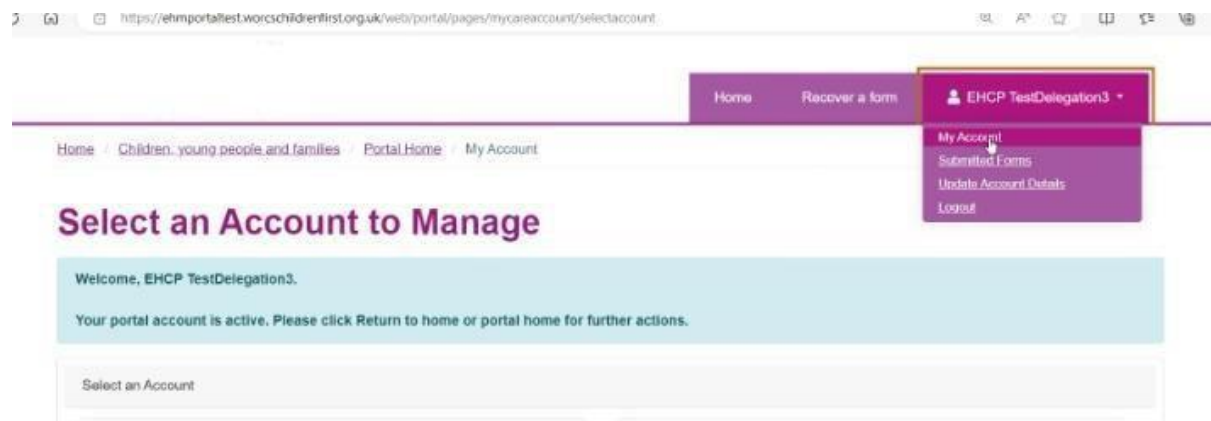 https://ehmportaltest.worcschildrenfirst.org.uk/web/portal/pages/mycareaccount/selectaccount
Home Recover a form EHCP TestDelegation3
My Account
Submitted Forms
Update Account Details
Logout
Home / Children, young people and families / Portal Home / My Account
Select an Account to Manage
Welcome, EHCP TestDelegation3.
Your portal account is active. Please click Return to home or portal home for further actions.
Select an Account